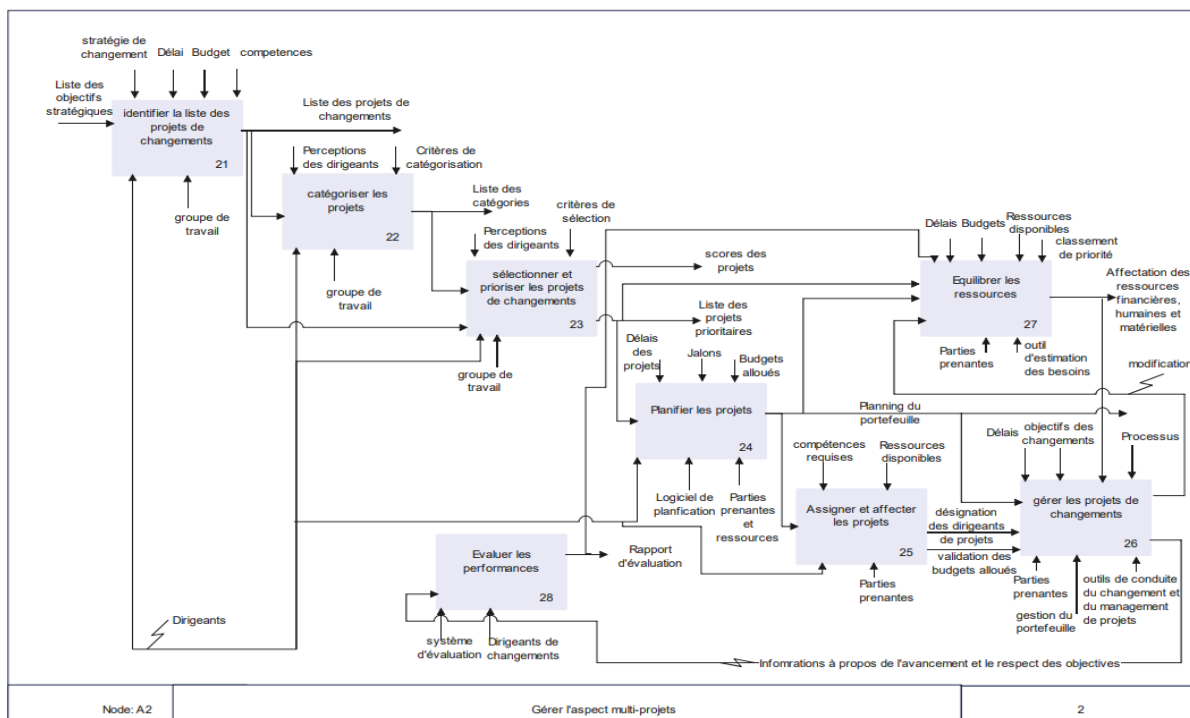 stratégie de
changement
Délai
Budget
competences
Liste des
objectifs
stratégiques
identifier la liste des
projets de
changements
21
Liste des projets de
changements
groupe de
travail
Perceptions
des dirigeants
Critères de
catégorisation
catégoriser les
projets
22
Liste des
catégories
groupe de
travail
Perceptions
des dirigeants
critères de
sélection
sélectionner et
prioriser les projets
de changements
23
scores des
projets
Liste des
projets
prioritaires
groupe de
travail
Délais
Budgets
Ressources
disponibles
classement
de priorité
Equilibrer les
ressources
27
Affectation des
ressources
financières,
humaines et
matérielles
Parties
prenantes
outil
d'estimation
des besoins
modification
Délais
des
projets
Jalons
Budgets
alloués
Planifier les projets
24
Planning du
portefeuille
Logiciel de
planfication
Parties
prenantes
et
ressources
compétences
requises
Ressources
disponibles
Assigner et affecter
les projets
25
désignation
des dirigeants
de projets
validation des
budgets alloués
Parties
prenantes
Délais
objectifs des
changements
Processus
gérer les projets de
changements
26
Parties
prenantes
gestion du
portefeuille
outils de conduite
du changement et
du management
de projets
Evaluer les
performances
28
Rapport
d'évaluation
système
d'évaluation
Dirigeants de
changements
Dirigeants
Infomrations à propos de l'avancement et le respect des objectives
Node: A2
Gérer l'aspect multi-projets
2